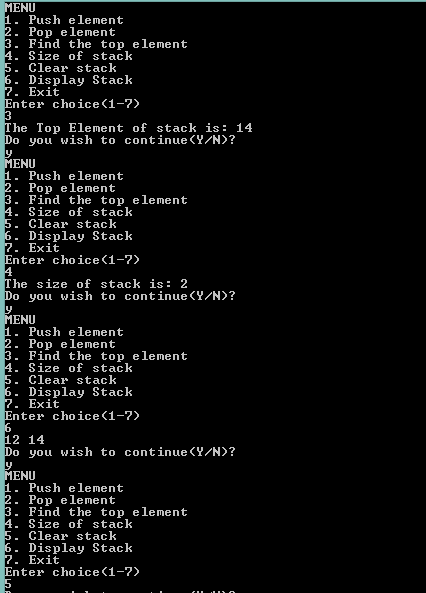 MENU
1. Push element
2. Pop element
3. Find the top element
4. Size of stack
5. Clear stack
6. Display Stack
7. Exit
Enter choice(1-7)
3
The Top Element of stack is: 14
Do you wish to continue(Y/N)?
y
MENU
1. Push element
2. Pop element
3. Find the top element
4. Size of stack
5. Clear stack
6. Display Stack
7. Exit
Enter choice(1-7)
4
The size of stack is: 2
Do you wish to continue(Y/N)?
y
MENU
1. Push element
2. Pop element
3. Find the top element
4. Size of stack
5. Clear stack
6. Display Stack
7. Exit
Enter choice(1-7)
6
12 14
Do you wish to continue(Y/N)?
y
MENU
1. Push element
2. Pop element
3. Find the top element
4. Size of stack
5. Clear stack
6. Display Stack
7. Exit
Enter choice(1-7)
5